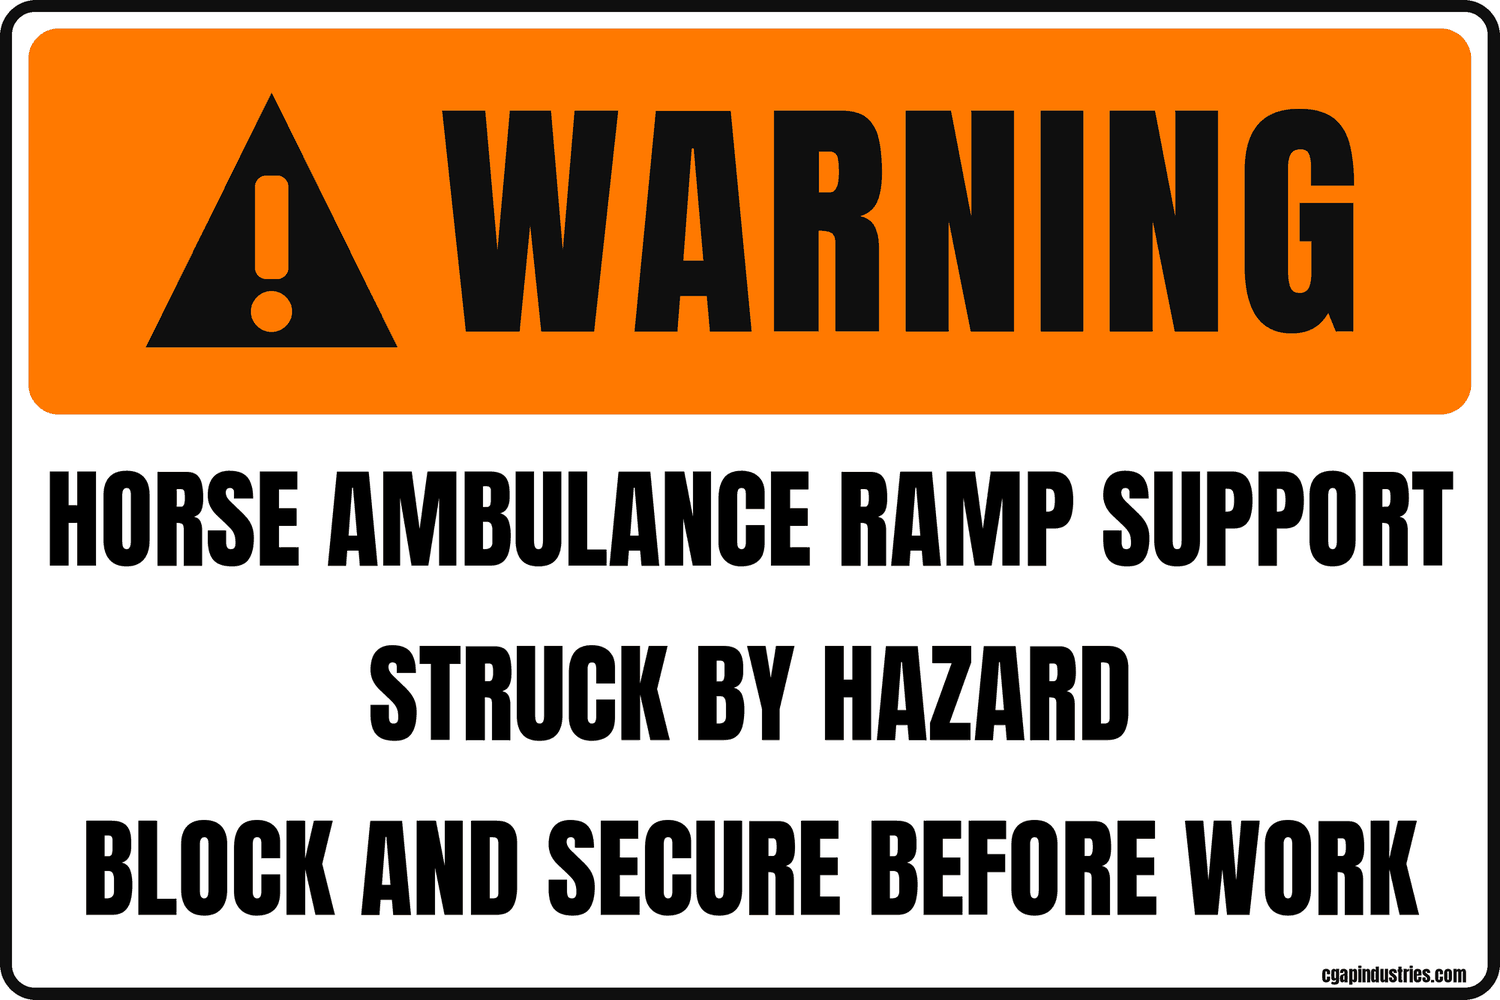 WARNING
HORSE AMBULANCE RAMP SUPPORT
STRUCK BY HAZARD
BLOCK AND SECURE BEFORE WORK
cgapindustries.com